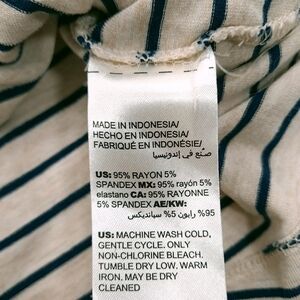 MADE IN INDONESIA/
HECHO EN INDONESIA/
FABRIQUÉ EN INDONÉSIE/
صنع في إندونيسيا
US: 95% RAYON 5%
SPANDEX MX: 95% rayón 5%
elastano CA: 95% RAYONNE
5% SPANDEX AE/KW:
95% رايون 5% سبانديكس
US: MACHINE WASH COLD,
GENTLE CYCLE. ONLY
NON-CHLORINE BLEACH.
TUMBLE DRY LOW. WARM
IRON. MAY BE DRY
CLEANED